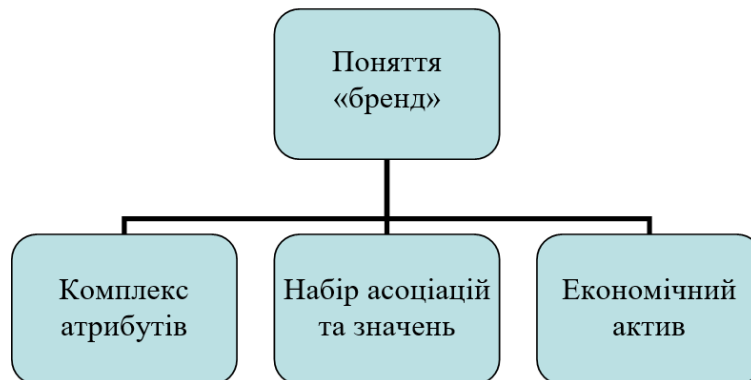 Поняття
«бренд»
Комплекс
атрибутів
Набір асоціацій
та значень
Економічний
актив